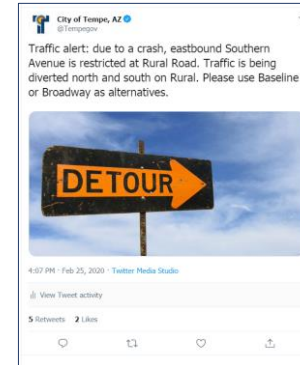 City of Tempe, AZ
@Tempegov
Traffic alert: due to a crash, eastbound Southern
Avenue is restricted at Rural Road. Traffic is being
diverted north and south on Rural. Please use Baseline
or Broadway as alternatives.
DETOUR
4:07 PM · Feb 25, 2020 · Twitter Media Studio
View Tweet activity
5 Retweets 2 Likes